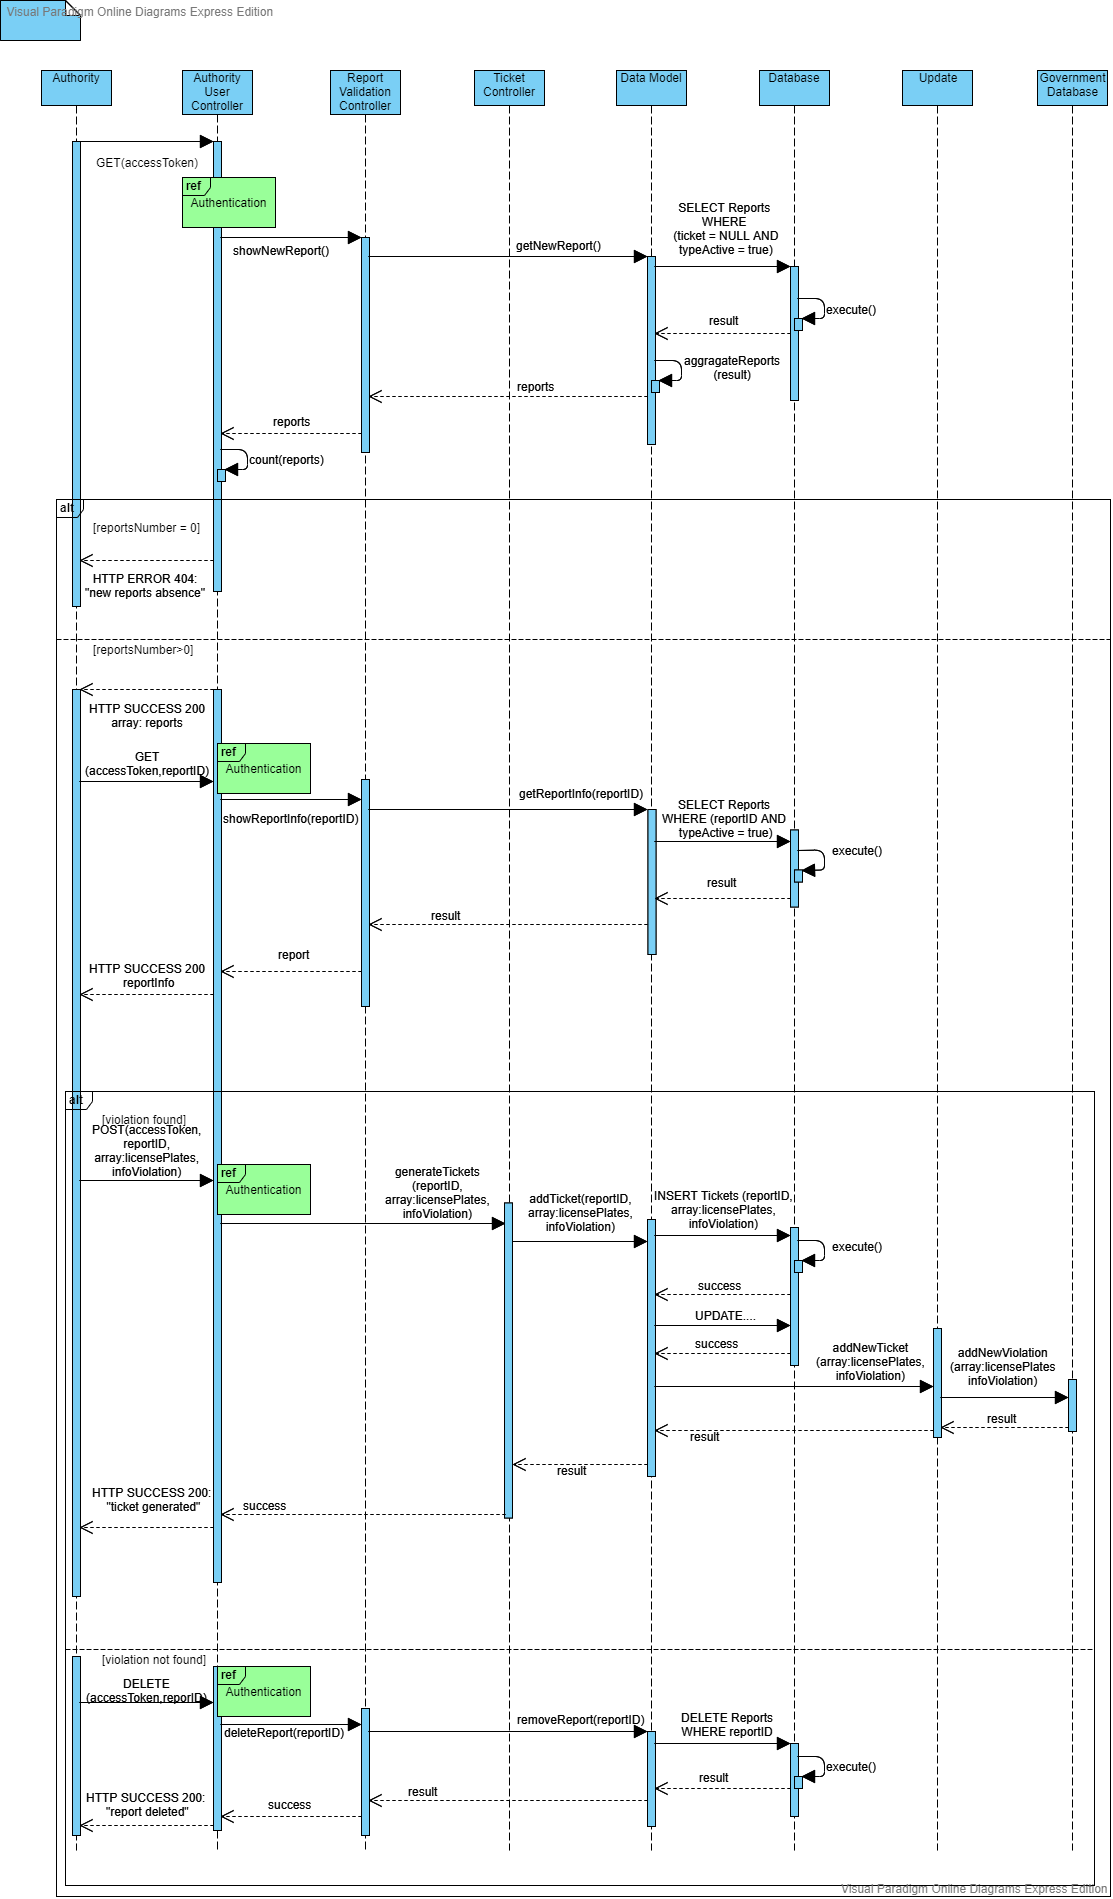 Visual Paradigm Online Diagrams Express Edition
Authority
Authority
User
Controller
Report
Validation
Controller
Ticket
Controller
Data Model
Database
Update
Government
Database
GET(accessToken)
ref
Authentication
showNewReport()
getNewReport()
SELECT Reports
WHERE
(ticket = NULL AND
typeActive = true)
execute()
result
aggragateReports
(result)
reports
reports
count(reports)
alt
[reportsNumber = 0]
HTTP ERROR 404:
"new reports absence"
[reportsNumber>0]
HTTP SUCCESS 200
array: reports
GET
(accessToken,reportID)
ref
Authentication
showReportInfo(reportID)
getReportInfo(reportID)
SELECT Reports
WHERE (reportID AND
typeActive = true)
execute()
result
result
report
HTTP SUCCESS 200
reportInfo
alt
[violation found]
POST(accessToken,
reportID,
array:licensePlates,
infoViolation)
ref
Authentication
generateTickets
(reportID,
array:licensePlates,
infoViolation)
addTicket(reportID,
array:licensePlates,
infoViolation)
INSERT Tickets (reportID,
array:licensePlates,
infoViolation)
execute()
success
UPDATE....
success
addNewTicket
(array:licensePlates,
infoViolation)
addNewViolation
(array:licensePlates
infoViolation)
result
result
result
success
HTTP SUCCESS 200:
"ticket generated"
[violation not found]
DELETE
(accessToken,reporID)
ref
Authentication
deleteReport(reportID)
removeReport(reportID)
DELETE Reports
WHERE reportID
execute()
result
result
success
HTTP SUCCESS 200:
"report deleted"
Visual Paradigm Online Diagrams Express Edition